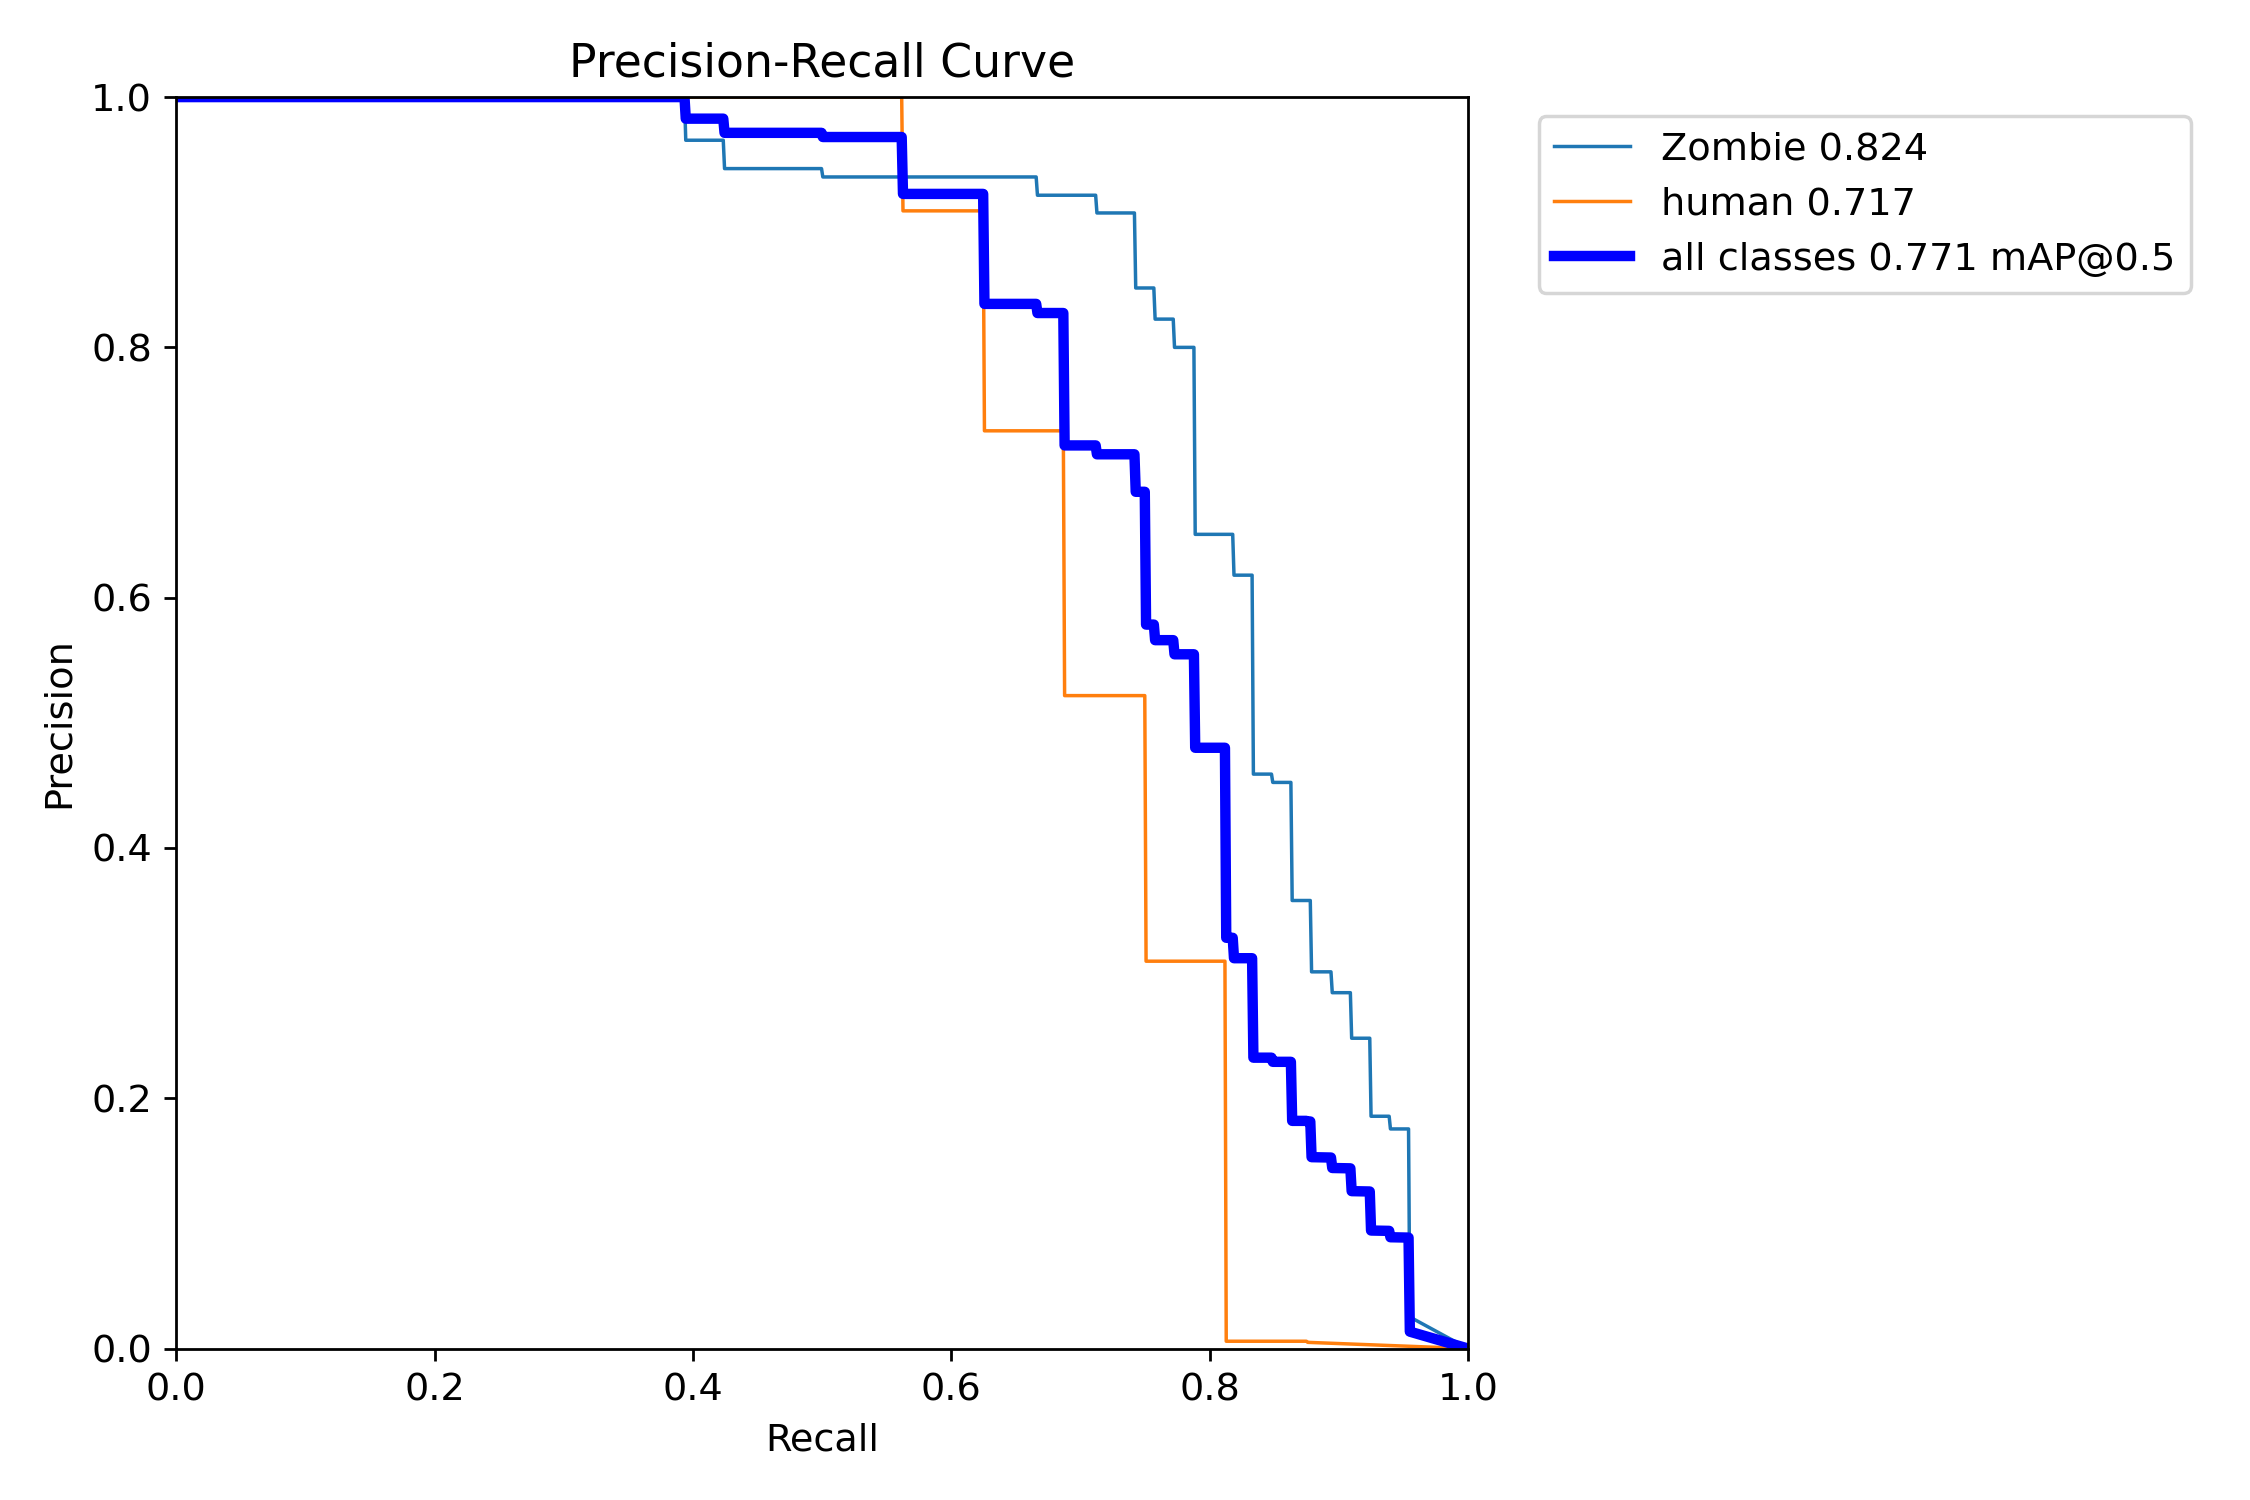 Precision-Recall Curve
1.0
0.8
0.6
0.4
0.2
0.0
Precision
0.0 0.2 0.4 0.6 0.8 1.0
Recall
Zombie 0.824
human 0.717
all classes 0.771 mAP@0.5